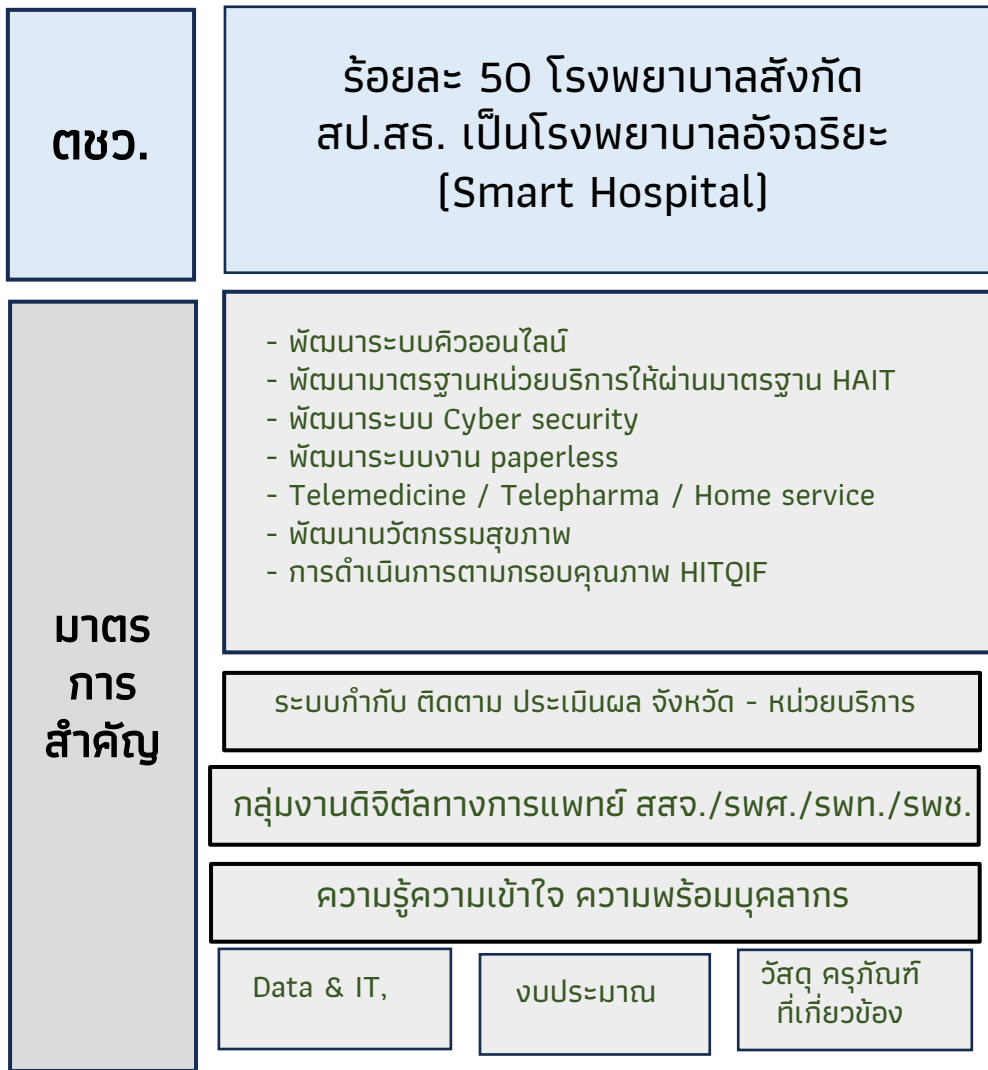 ตชว.
ร้อยละ 50 โรงพยาบาลสังกัด
สป.สธ. เป็นโรงพยาบาลอัจฉริยะ
(Smart Hospital)
มาตร
การ
สำคัญ
- พัฒนาระบบคิวออนไลน์
- พัฒนามาตรฐานหน่วยบริการให้ผ่านมาตรฐาน HAIT
- พัฒนาระบบ Cyber security
- พัฒนาระบบงาน paperless
- Telemedicine / Telepharma / Home service
- พัฒนานวัตกรรมสุขภาพ
- การดำเนินการตามกรอบคุณภาพ HITQIF
ระบบกำกับ ติดตาม ประเมินผล จังหวัด - หน่วยบริการ
กลุ่มงานดิจิตัลทางการแพทย์ สสจ./รพศ./รพท./รพช.
ความรู้ความเข้าใจ ความพร้อมบุคลากร
Data & IT,
งบประมาณ
วัสดุ ครุภัณฑ์
ที่เกี่ยวข้อง